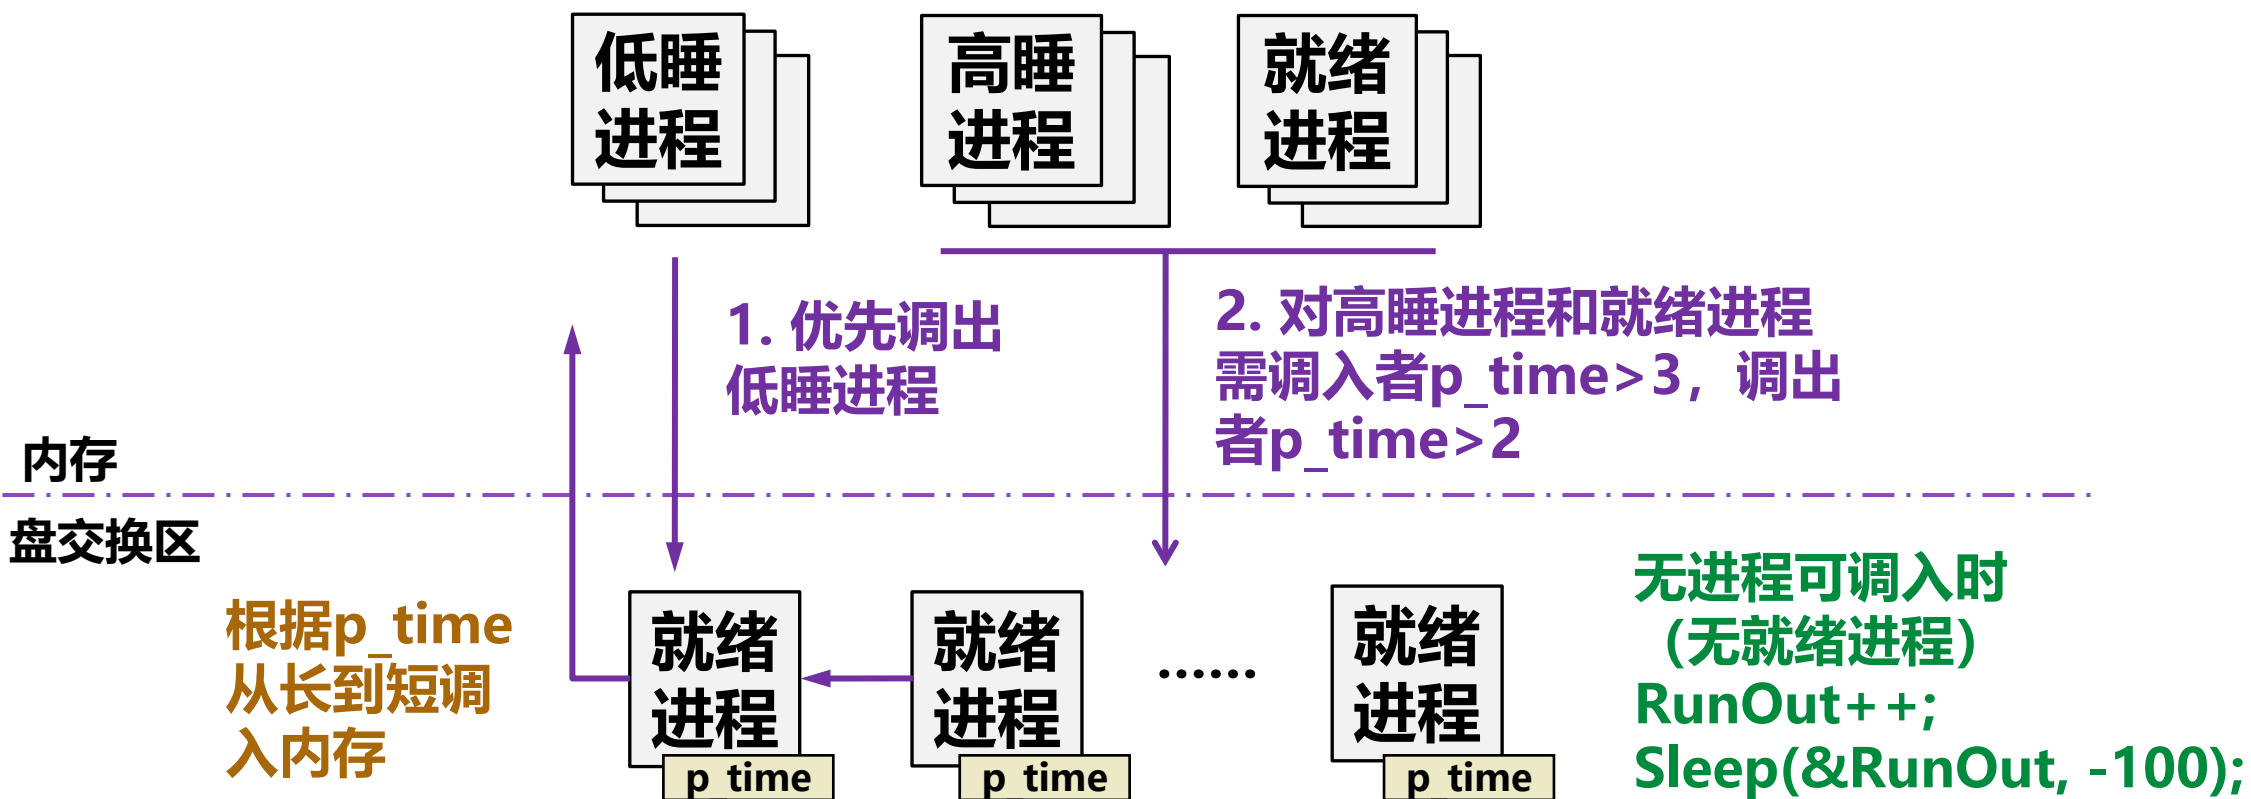 低睡
进程
高睡
进程
就绪
进程
1. 优先调出
低睡进程
2. 对高睡进程和就绪进程
需调入者p_time>3，调出
者p_time>2
内存
盘交换区
根据p_time
从长到短调
入内存
就绪
进程
p_time
就绪
进程
p_time
......
就绪
进程
p_time
无进程可调入时
（无就绪进程）
RunOut++;
Sleep(&RunOut, -100);